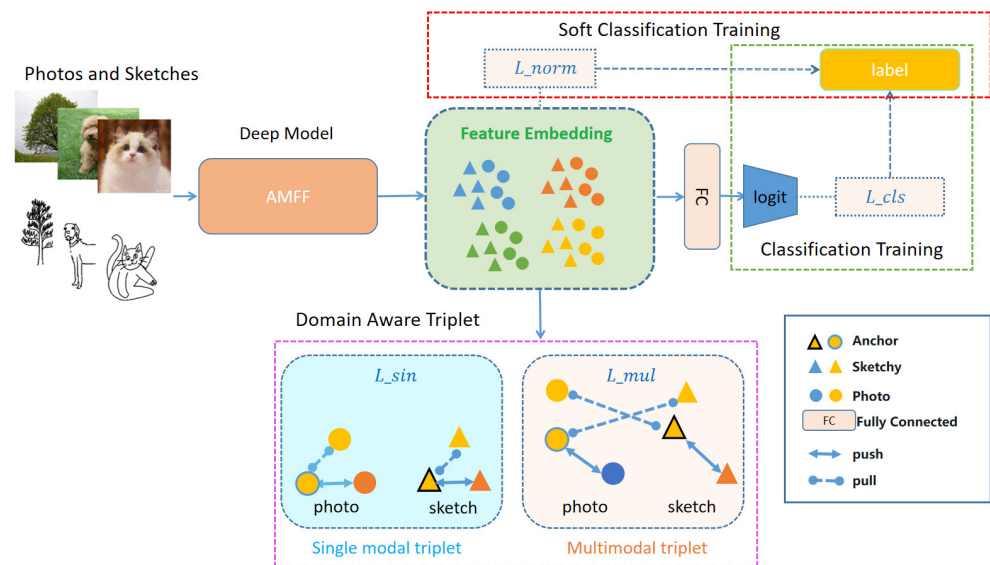 Soft Classification Training
Photos and Sketches
L_norm
label
Deep Model
Feature Embedding
AMFF
FC
logit
L_cls
Classification Training
Domain Aware Triplet
L_sin
L_mul
photo
sketch
photo
sketch
Single modal triplet
Multimodal triplet
Anchor
Sketchy
Photo
FC Fully Connected
push
pull